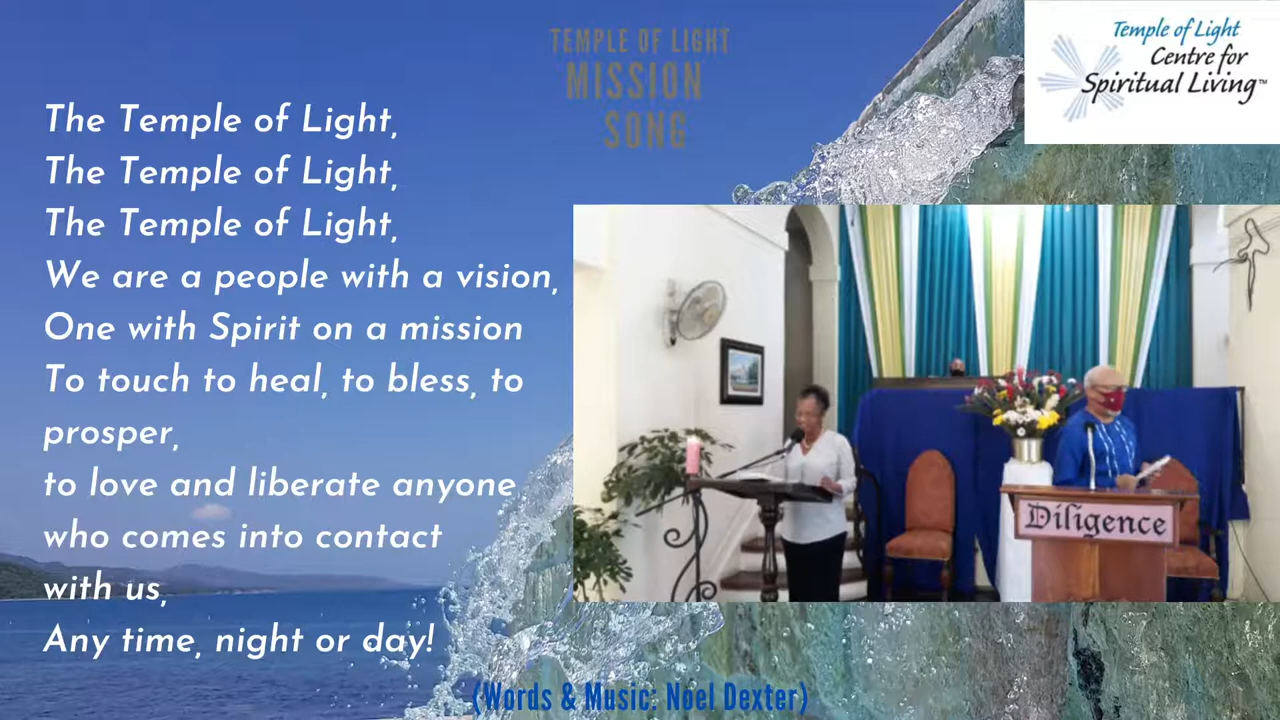 TEMPLE OF LIGHT
MISSION
SONG
Temple of Light
Centre for
Spiritual Living™
The Temple of Light,
The Temple of Light,
The Temple of Light,
We are a people with a vision,
One with Spirit on a mission
To touch to heal, to bless, to
prosper,
to love and liberate anyone
who comes into contact
with us,
Any time, night or day!
Diligence
(Words & Music: Noel Dexter)